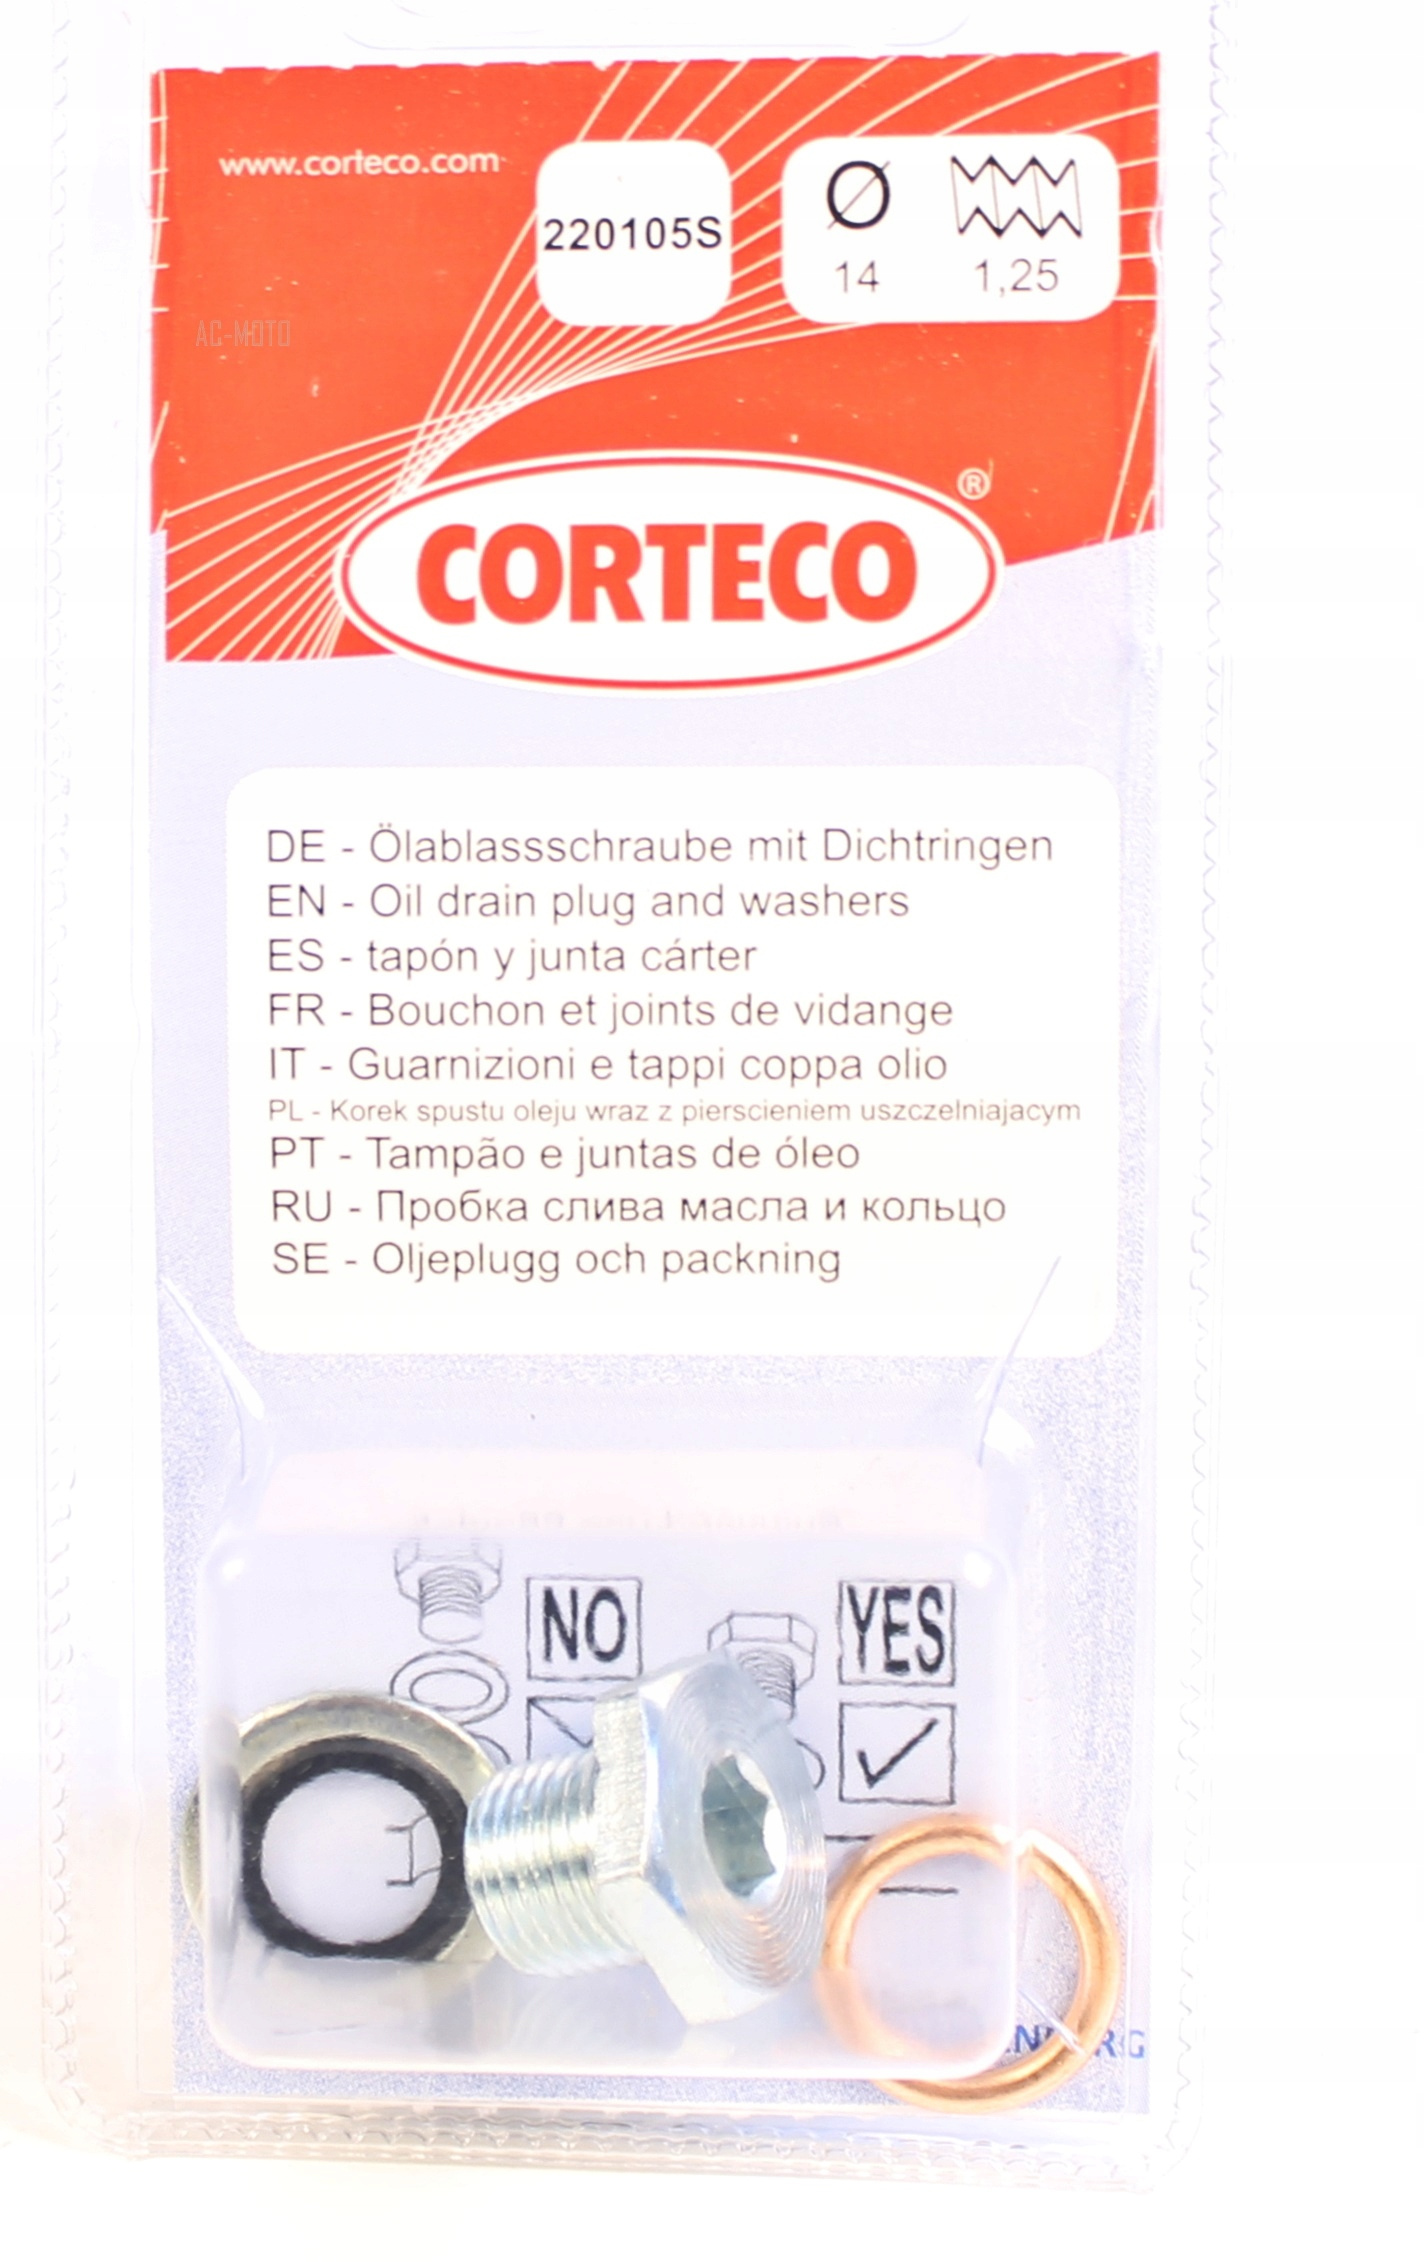 www.corteco.com
220105S
14
1,25
AC-MOTO
CORTECO
®
DE - Ölablassschraube mit Dichtringen
EN - Oil drain plug and washers
ES - tapón y junta cárter
FR - Bouchon et joints de vidange
IT - Guarnizioni e tappi coppa olio
PL - Korek spustu oleju wraz z pierscieniem uszczelniajacym
PT - Tampão e juntas de óleo
RU - Пробка слива масла и кольцо
SE - Oljeplugg och packning
NO
YES